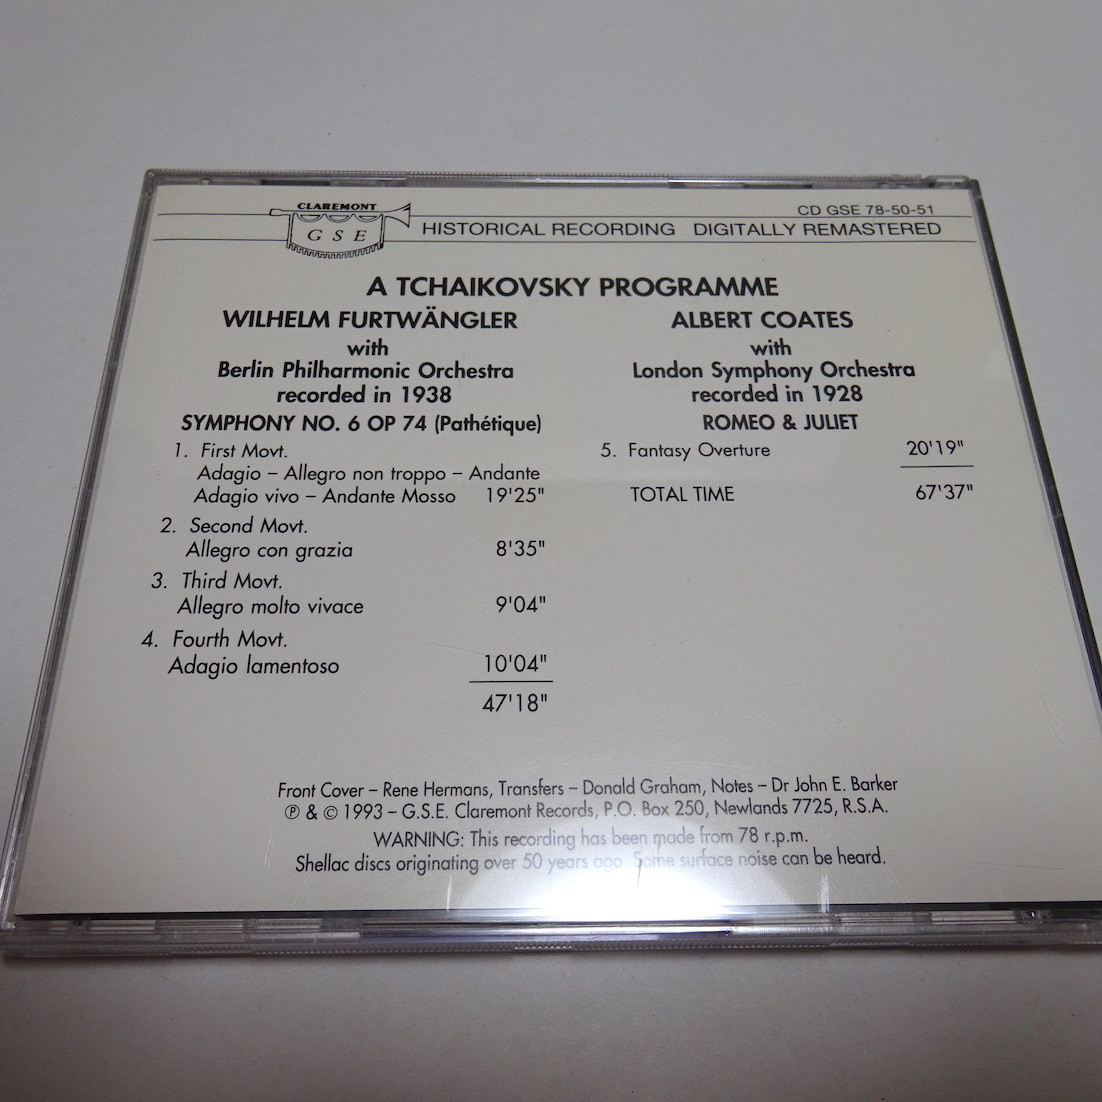 CLAREMONT
G S E
CD GSE 78-50-51
HISTORICAL RECORDING DIGITALLY REMASTERED
A TCHAIKOVSKY PROGRAMME
WILHELM FURTWÄNGLER
with
Berlin Philharmonic Orchestra
recorded in 1938
SYMPHONY NO. 6 OP 74 (Pathétique)
1. First Movt.
Adagio – Allegro non troppo – Andante
Adagio vivo – Andante Mosso 19'25"
2. Second Movt.
Allegro con grazia 8'35"
3. Third Movt.
Allegro molto vivace 9'04"
4. Fourth Movt.
Adagio lamentoso 10'04"
47'18"
ALBERT COATES
with
London Symphony Orchestra
recorded in 1928
ROMEO & JULIET
5. Fantasy Overture 20'19"
TOTAL TIME 67'37"
Front Cover – Rene Hermans, Transfers – Donald Graham, Notes – Dr John E. Barker
℗ & © 1993 – G.S.E. Claremont Records, P.O. Box 250, Newlands 7725, R.S.A.
WARNING: This recording has been made from 78 r.p.m.
Shellac discs originating over 50 years ago. Some surface noise can be heard.